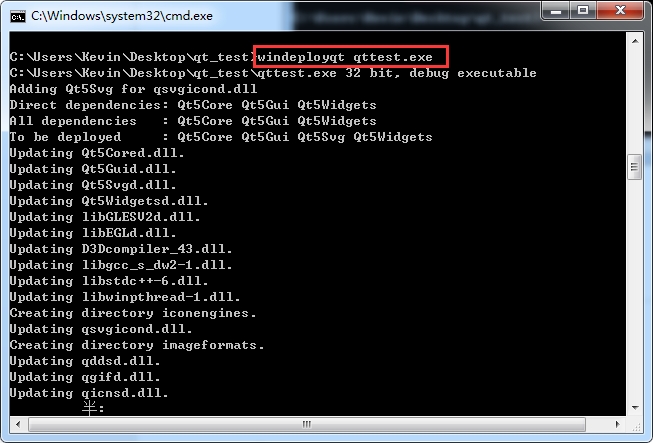 C:\Windows\system32\cmd.exe
C:\Users\Kevin\Desktop\qt_test>windeployqt qttest.exe
C:\Users\Kevin\Desktop\qt_test\qttest.exe 32 bit, debug executable
Adding Qt5Svg for qsvgicond.dll
Direct dependencies: Qt5Core Qt5Gui Qt5Widgets
All dependencies   : Qt5Core Qt5Gui Qt5Widgets
To be deployed     : Qt5Core Qt5Gui Qt5Svg Qt5Widgets
Updating Qt5Cored.dll.
Updating Qt5Guid.dll.
Updating Qt5Svgd.dll.
Updating Qt5Widgetsd.dll.
Updating libGLESV2d.dll.
Updating libEGLd.dll.
Updating D3Dcompiler_43.dll.
Updating libgcc_s_dw2-1.dll.
Updating libstdc++-6.dll.
Updating libwinpthread-1.dll.
Creating directory iconengines.
Updating qsvgicond.dll.
Creating directory imageformats.
Updating qddsd.dll.
Updating qgifd.dll.
Updating qicnsd.dll.
半: